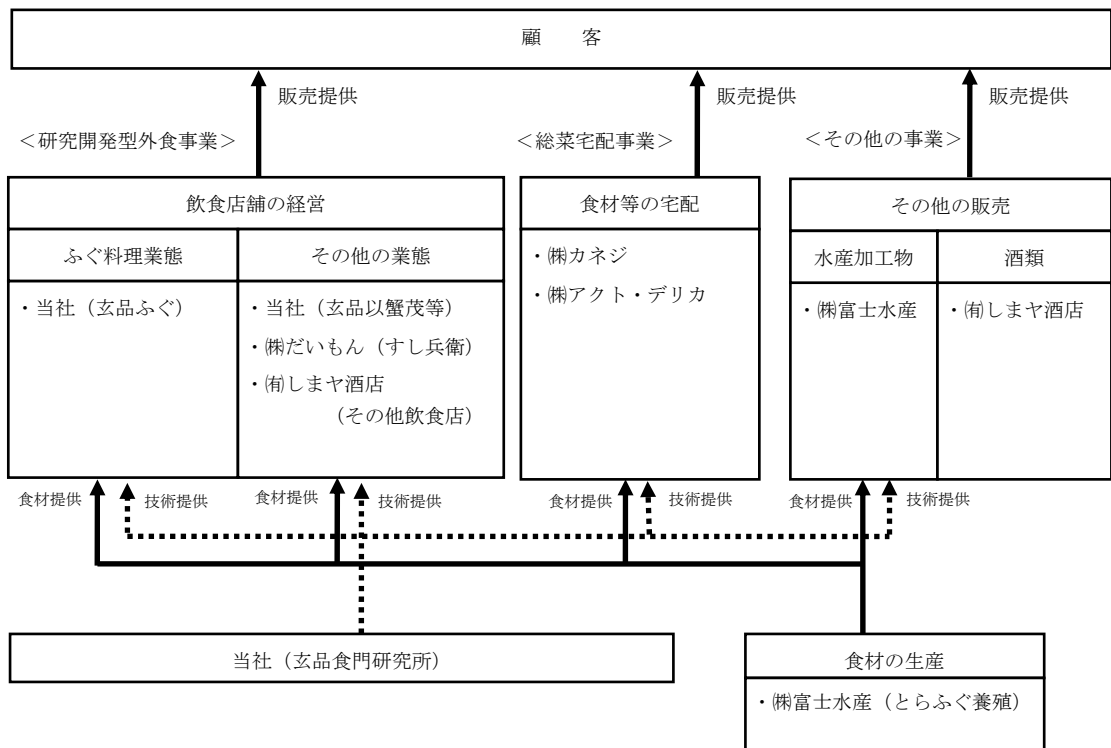 顧　　客
販売提供
販売提供
販売提供
＜研究開発型外食事業＞
＜総菜宅配事業＞
＜その他の事業＞
飲食店舗の経営
食材等の宅配
その他の販売
ふぐ料理業態
その他の業態
水産加工物
酒類
・当社（玄品ふぐ）
・当社（玄品以蟹茂等）
・㈱だいもん（すし兵衛）
・㈲しまヤ酒店
（その他飲食店）
・㈱カネジ
・㈱アクト・デリカ
・㈱富士水産
・㈲しまヤ酒店
食材提供
技術提供
食材提供
技術提供
食材提供
技術提供
食材提供
技術提供
当社（玄品食門研究所）
食材の生産
・㈱富士水産（とらふぐ養殖）